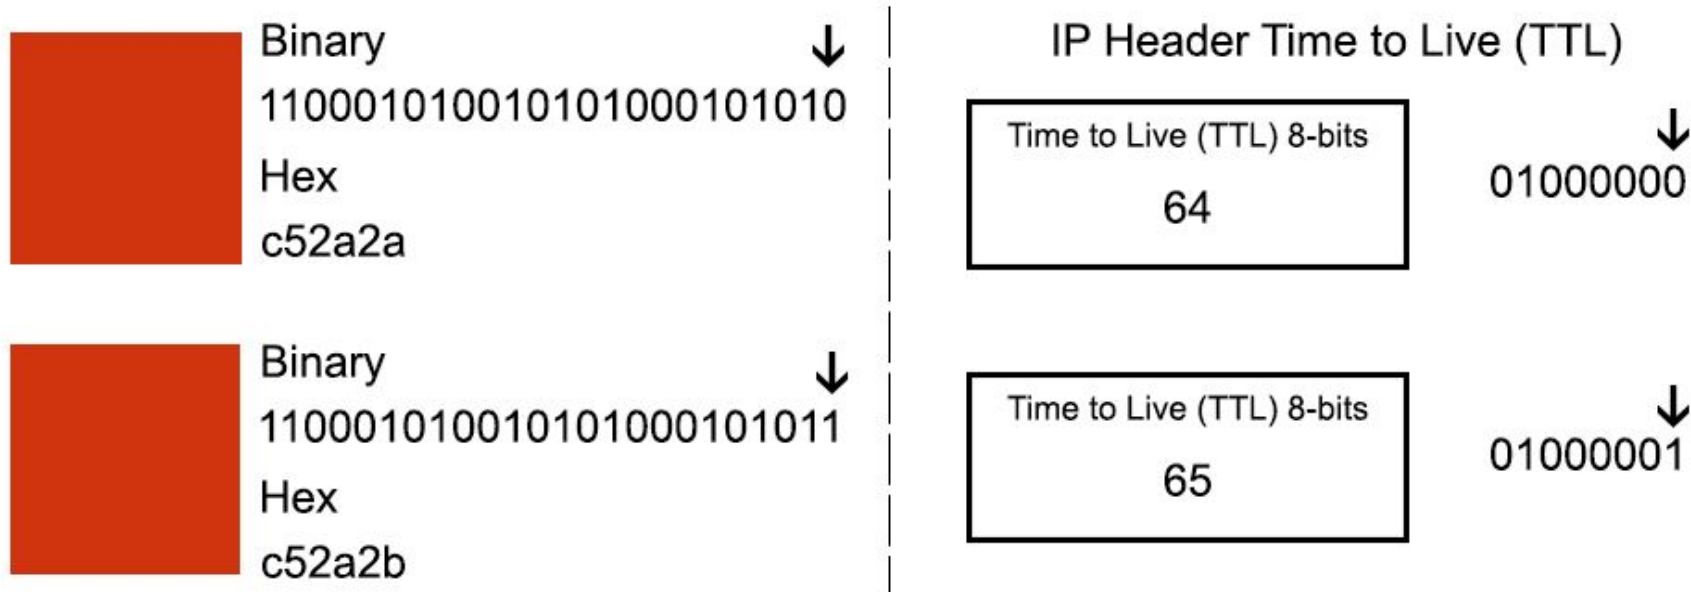 Binary
110001010010101000101010
Hex
c52a2a
Binary
110001010010101000101011
Hex
c52a2b
IP Header Time to Live (TTL)
Time to Live (TTL) 8-bits
64
01000000
Time to Live (TTL) 8-bits
65
01000001